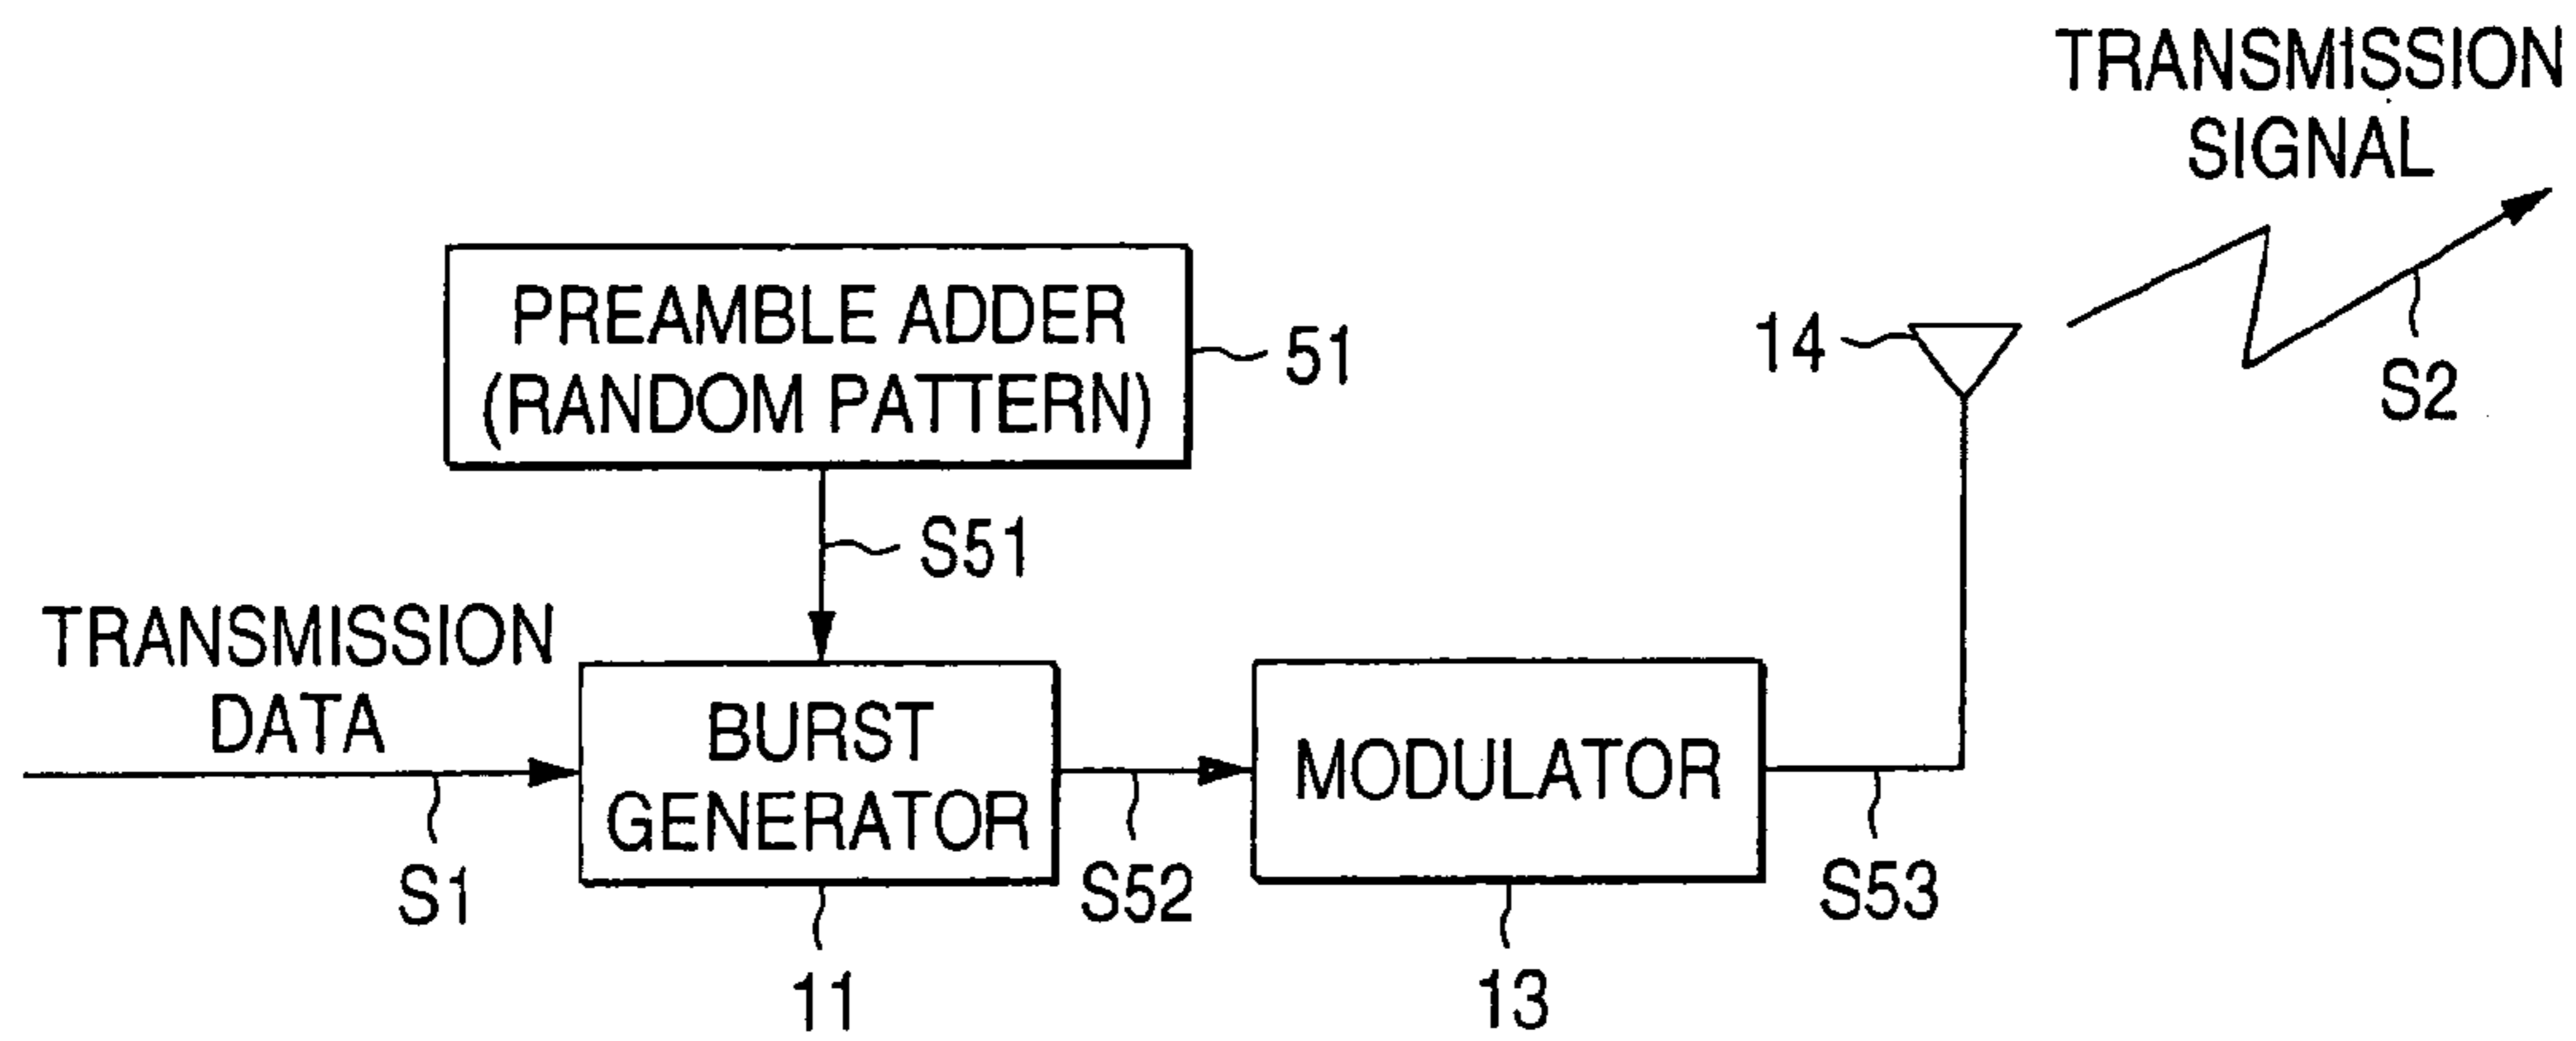 TRANSMISSION
SIGNAL
PREAMBLE ADDER
(RANDOM PATTERN)
51
14
S2
S51
TRANSMISSION
DATA
BURST
GENERATOR
MODULATOR
S1
S52
S53
11
13